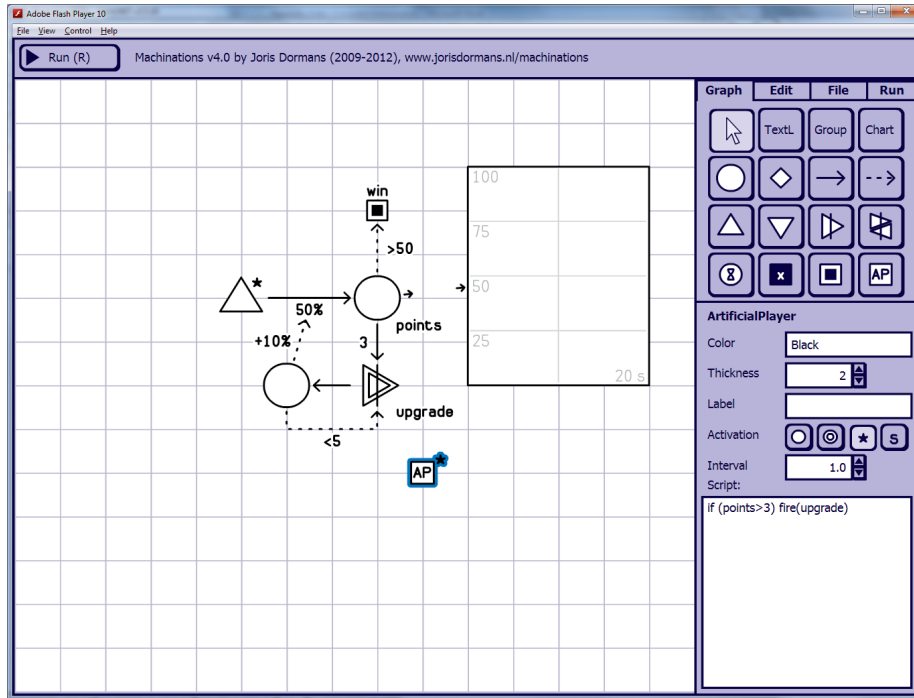 Adobe Flash Player 10
File View Control Help
Run (R)
Machinations v4.0 by Joris Dormans (2009-2012), www.jorisdormans.nl/machinations
Graph Edit File Run
TextL Group Chart
x AP
win
>50
50%
points
+10%
3
upgrade
<5
AP
100
75
50
25
20 s
ArtificialPlayer
Color Black
Thickness 2
Label
Activation S
Interval 1.0
Script:
if (points>3) fire(upgrade)